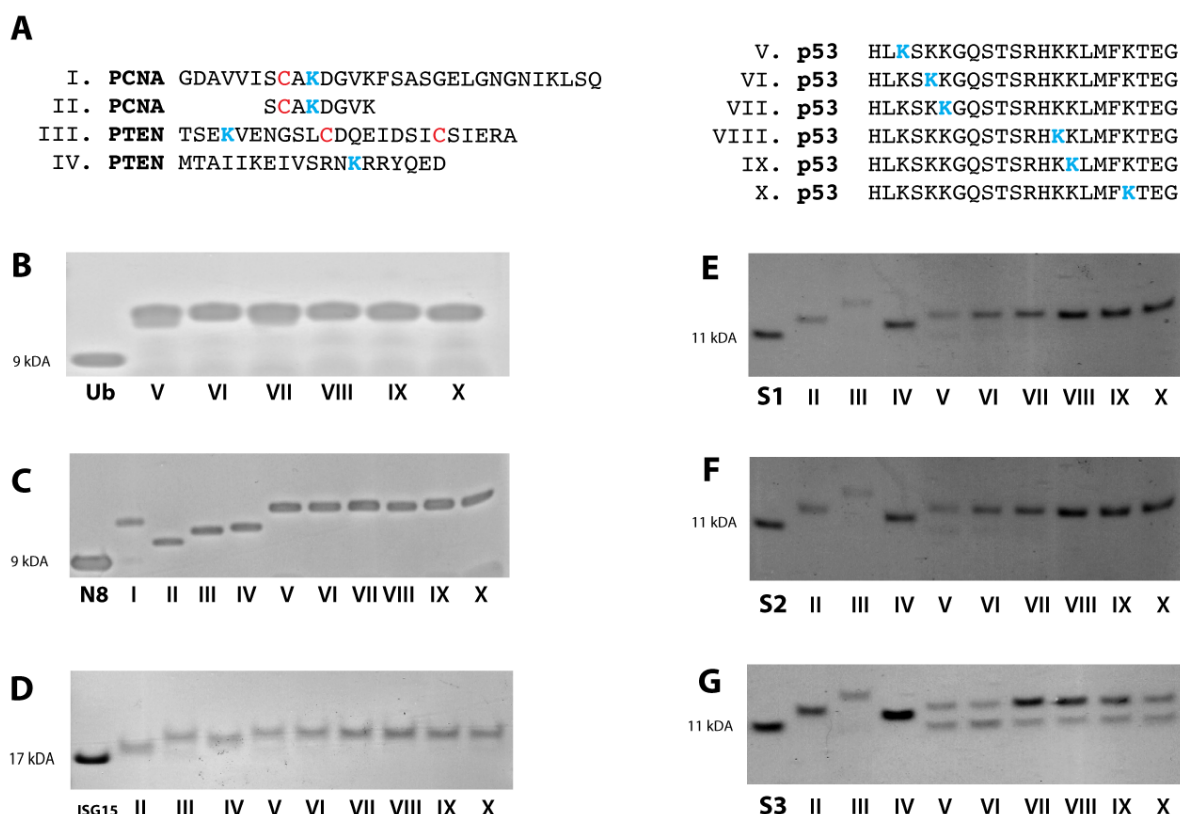 A
I. PCNA GDAVVISCAKDGVKFSASGELGNGNIKLSQ
II. PCNA SCAKDGVK
III. PTEN TSEKVENGSLCDQEIDSICSIERA
IV. PTEN MTAIIKEIVSRNKRRYQED
V. p53 HLKSKKGQSTSRHKKLMFKTEG
VI. p53 HLKSKKGQSTSRHKKLMFKTEG
VII. p53 HLKSKKGQSTSRHKKLMFKTEG
VIII. p53 HLKSKKGQSTSRHKKLMFKTEG
IX. p53 HLKSKKGQSTSRHKKLMFKTEG
X. p53 HLKSKKGQSTSRHKKLMFKTEG
B
9 kDA
Ub V VI VII VIII IX X
C
9 kDA
N8 I II III IV V VI VII VIII IX X
D
17 kDA
ISG15 II III IV V VI VII VIII IX X
E
11 kDA
S1 II III IV V VI VII VIII IX X
F
11 kDA
S2 II III IV V VI VII VIII IX X
G
11 kDA
S3 II III IV V VI VII VIII IX X